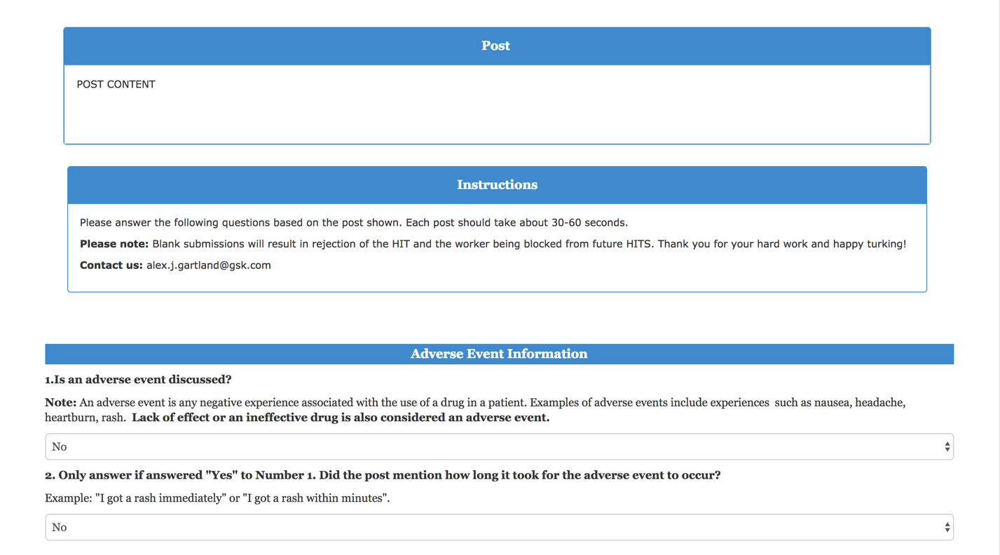 Post
POST CONTENT
Instructions
Please answer the following questions based on the post shown. Each post should take about 30-60 seconds.
Please note: Blank submissions will result in rejection of the HIT and the worker being blocked from future HITS. Thank you for your hard work and happy turking!
Contact us: alex.j.gartland@gsk.com
Adverse Event Information
1.Is an adverse event discussed?
Note: An adverse event is any negative experience associated with the use of a drug in a patient. Examples of adverse events include experiences such as nausea, headache,
heartburn, rash. Lack of effect or an ineffective drug is also considered an adverse event.
No
2. Only answer if answered "Yes" to Number 1. Did the post mention how long it took for the adverse event to occur?
Example: "I got a rash immediately" or "I got a rash within minutes".
No